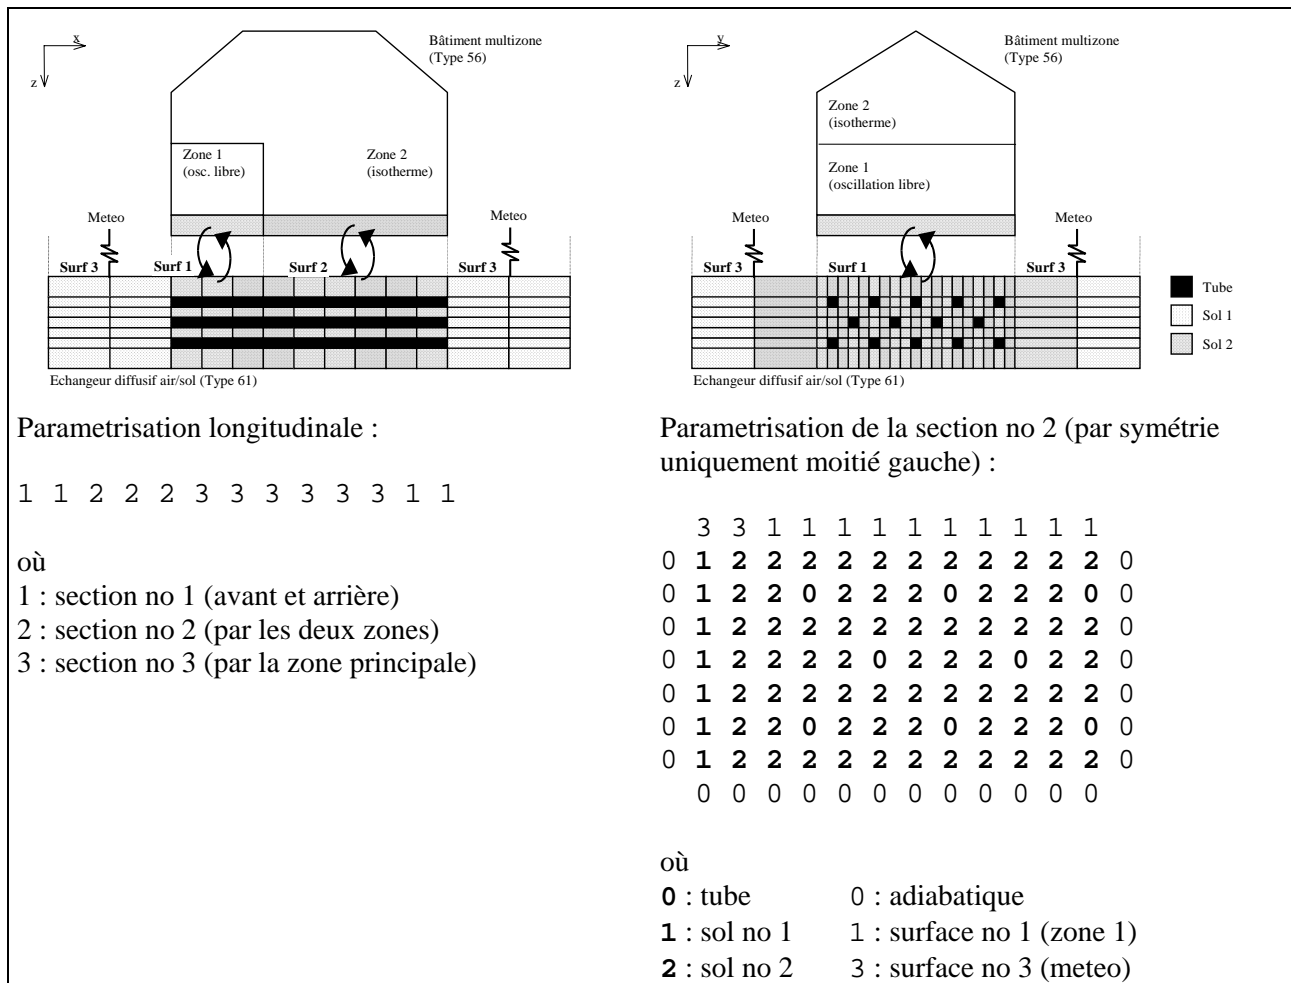 x
z
Bâtiment multizone
(Type 56)
Zone 1
(osc. libre)
Zone 2
(isotherme)
Meteo
Meteo
Surf 3
Surf 1
Surf 2
Surf 3
Echangeur diffusif air/sol (Type 61)
y
z
Bâtiment multizone
(Type 56)
Zone 2
(isotherme)
Zone 1
(oscillation libre)
Meteo
Meteo
Surf 3
Surf 1
Surf 3
Tube
Sol 1
Sol 2
Echangeur diffusif air/sol (Type 61)
Parametrisation longitudinale :
1 1 2 2 2 3 3 3 3 3 3 1 1
où
1 : section no 1 (avant et arrière)
2 : section no 2 (par les deux zones)
3 : section no 3 (par la zone principale)
Parametrisation de la section no 2 (par symétrie
uniquement moitié gauche) :
3 3 1 1 1 1 1 1 1 1 1 1
0 1 2 2 2 2 2 2 2 2 2 2 2 0
0 1 2 2 0 2 2 2 0 2 2 2 0 0
0 1 2 2 2 2 2 2 2 2 2 2 2 0
0 1 2 2 2 2 0 2 2 2 0 2 2 0
0 1 2 2 2 2 2 2 2 2 2 2 2 0
0 1 2 2 0 2 2 2 0 2 2 2 0 0
0 1 2 2 2 2 2 2 2 2 2 2 2 0
0 0 0 0 0 0 0 0 0 0 0 0
où
0 : tube 0 : adiabatique
1 : sol no 1 1 : surface no 1 (zone 1)
2 : sol no 2 3 : surface no 3 (meteo)